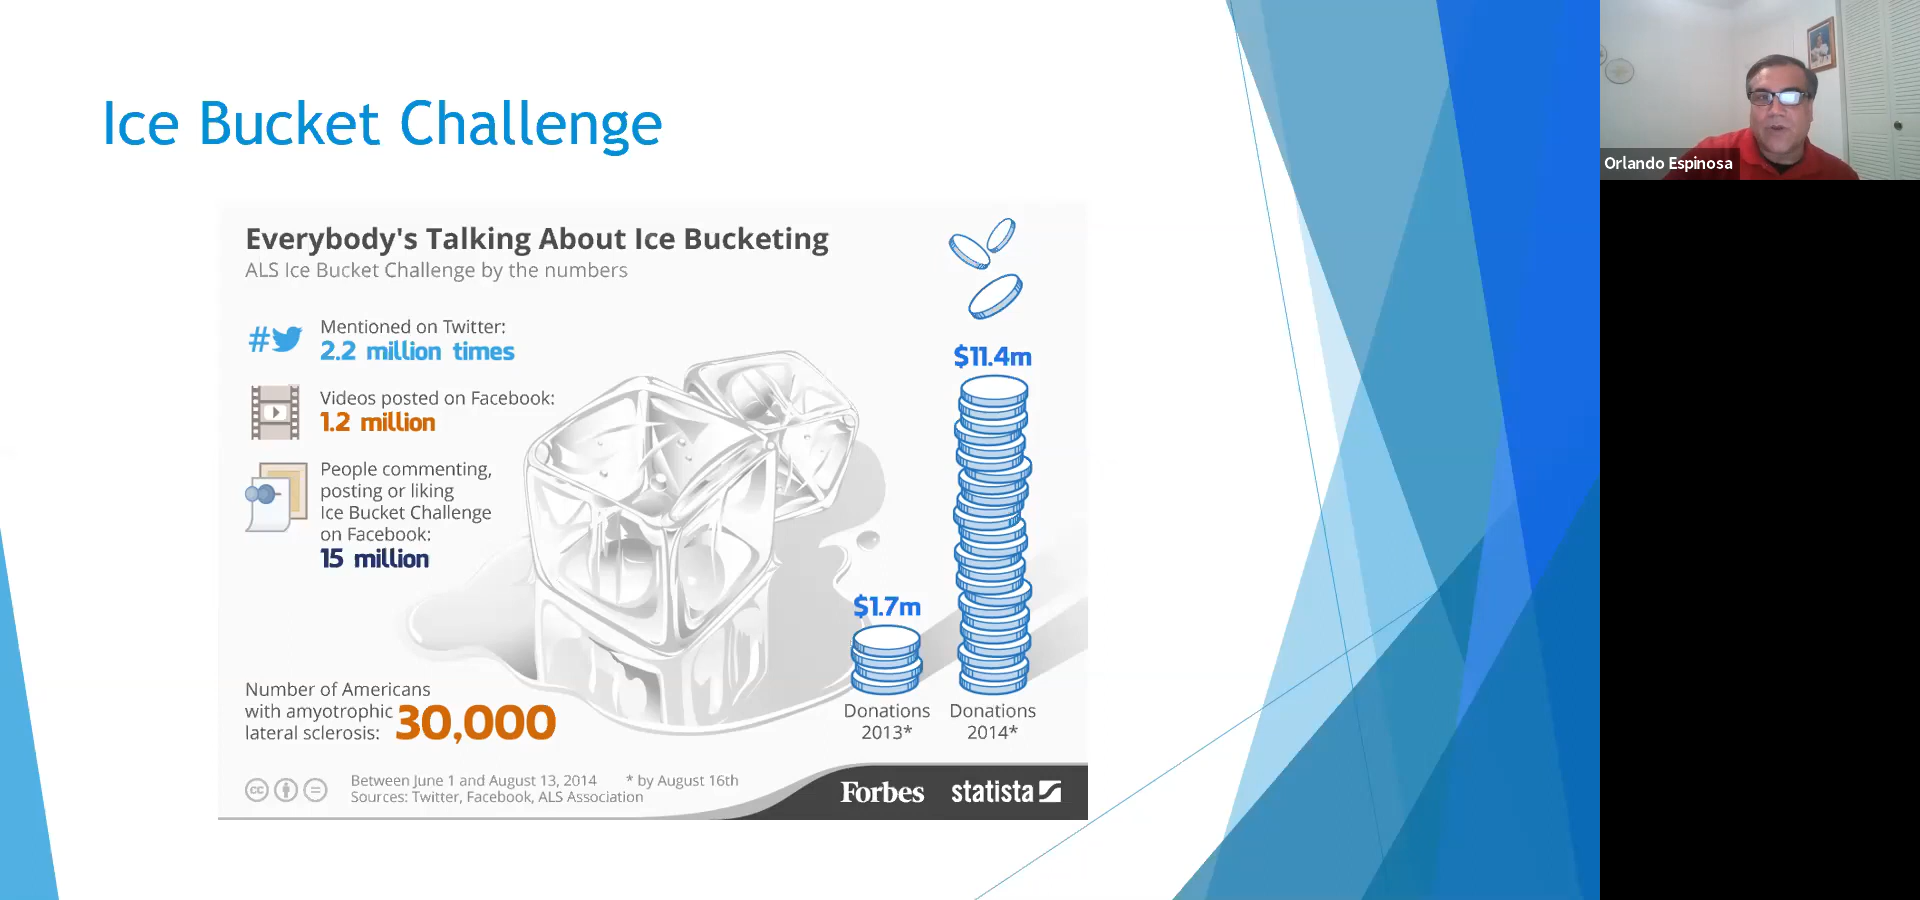 Ice Bucket Challenge
Everybody's Talking About Ice Bucketing
ALS Ice Bucket Challenge by the numbers
#
Mentioned on Twitter:
2.2 million times
Videos posted on Facebook:
1.2 million
People commenting,
posting or liking
Ice Bucket Challenge
on Facebook:
15 million
Number of Americans
with amyotrophic
lateral sclerosis:
30,000
$1.7m
Donations
2013*
$11.4m
Donations
2014*
cc
Between June 1 and August 13, 2014 * by August 16th
Sources: Twitter, Facebook, ALS Association
Forbes statista
Orlando Espinosa